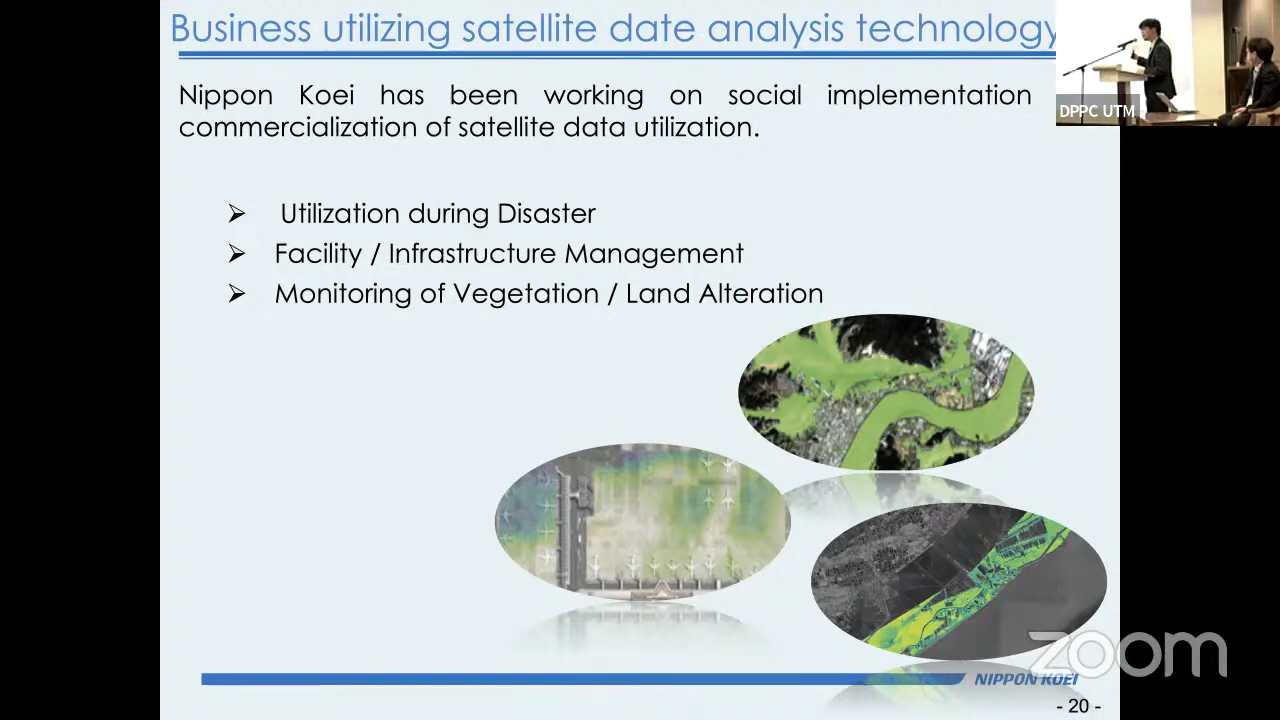 Business utilizing satellite date analysis technology
DPPC UTM
Nippon Koei has been working on social implementation
commercialization of satellite data utilization.
➢ Utilization during Disaster
➢ Facility / Infrastructure Management
➢ Monitoring of Vegetation / Land Alteration
zoom
NIPPON KOEI
- 20 -